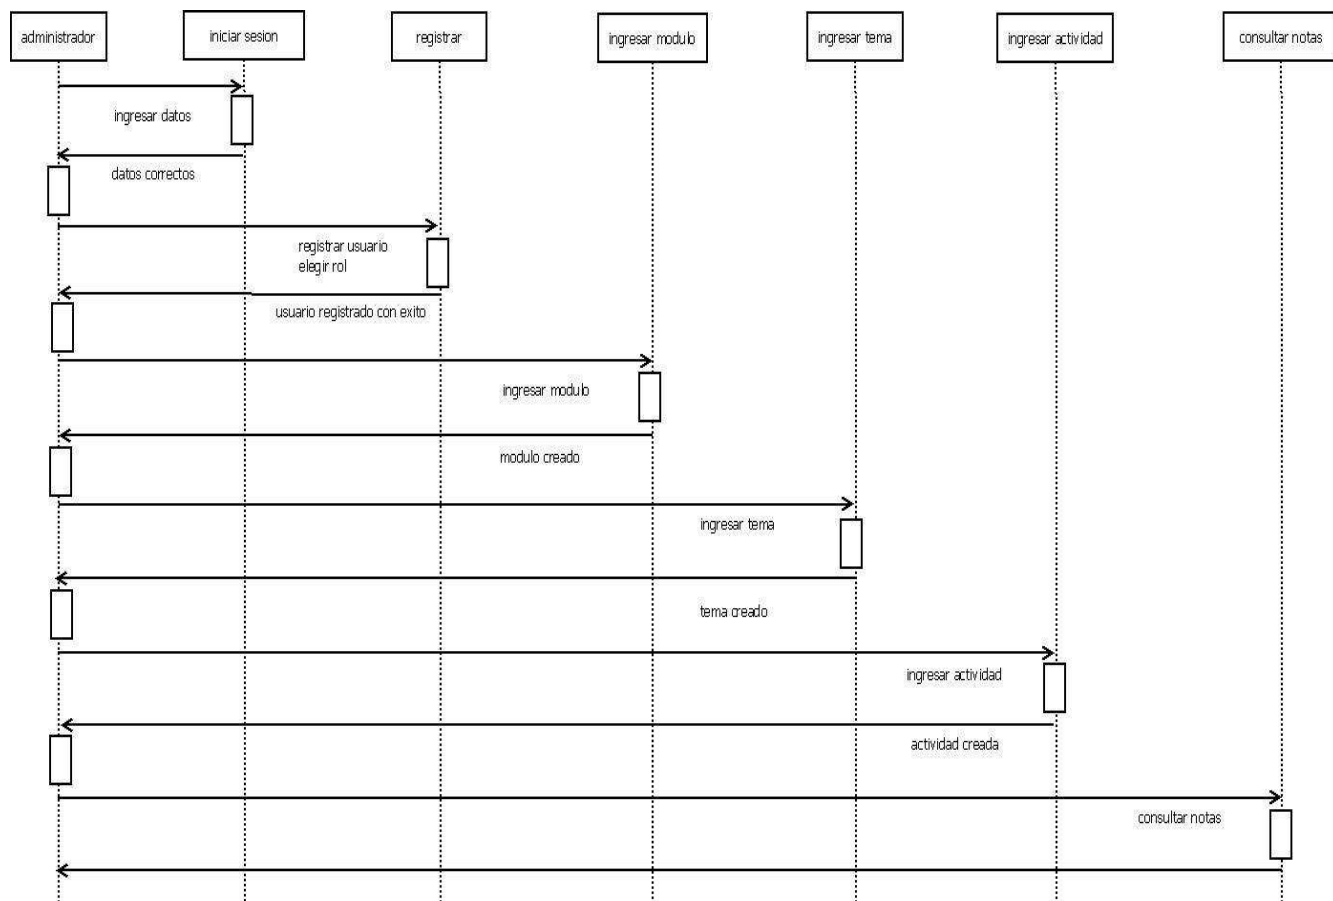 administrador
iniciar sesion
registrar
ingresar modulo
ingresar tema
ingresar actividad
consultar notas
ingresar datos
datos correctos
registrar usuario
elegir rol
usuario registrado con exito
ingresar modulo
modulo creado
ingresar tema
tema creado
ingresar actividad
actividad creada
consultar notas